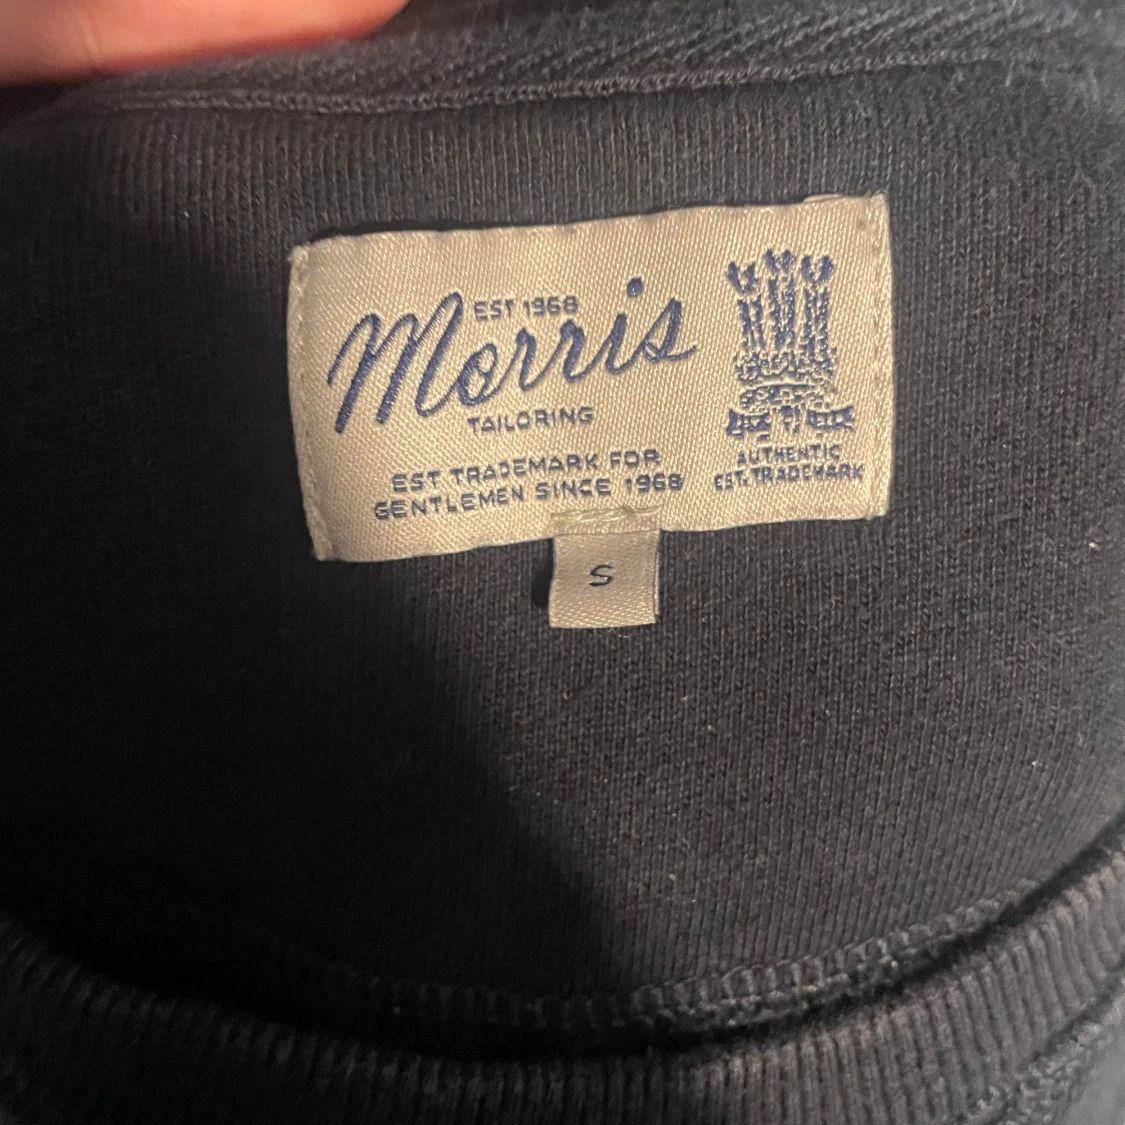 EST 1968
Morris
TAILORING
EST TRADEMARK FOR
GENTLEMEN SINCE 1968
AUTHENTIC
EST. TRADEMARK
S